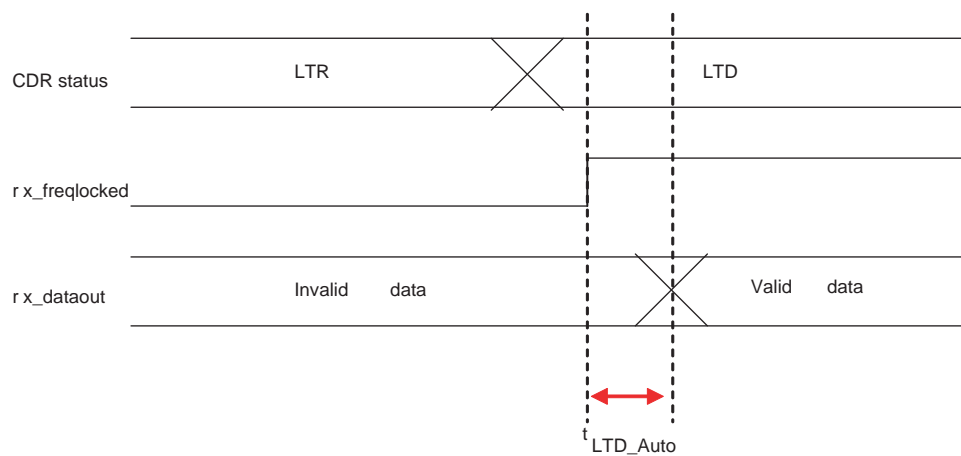 CDR status LTR LTD
r x_freqlocked
r x_dataout Invalid data Valid data
t LTD_Auto